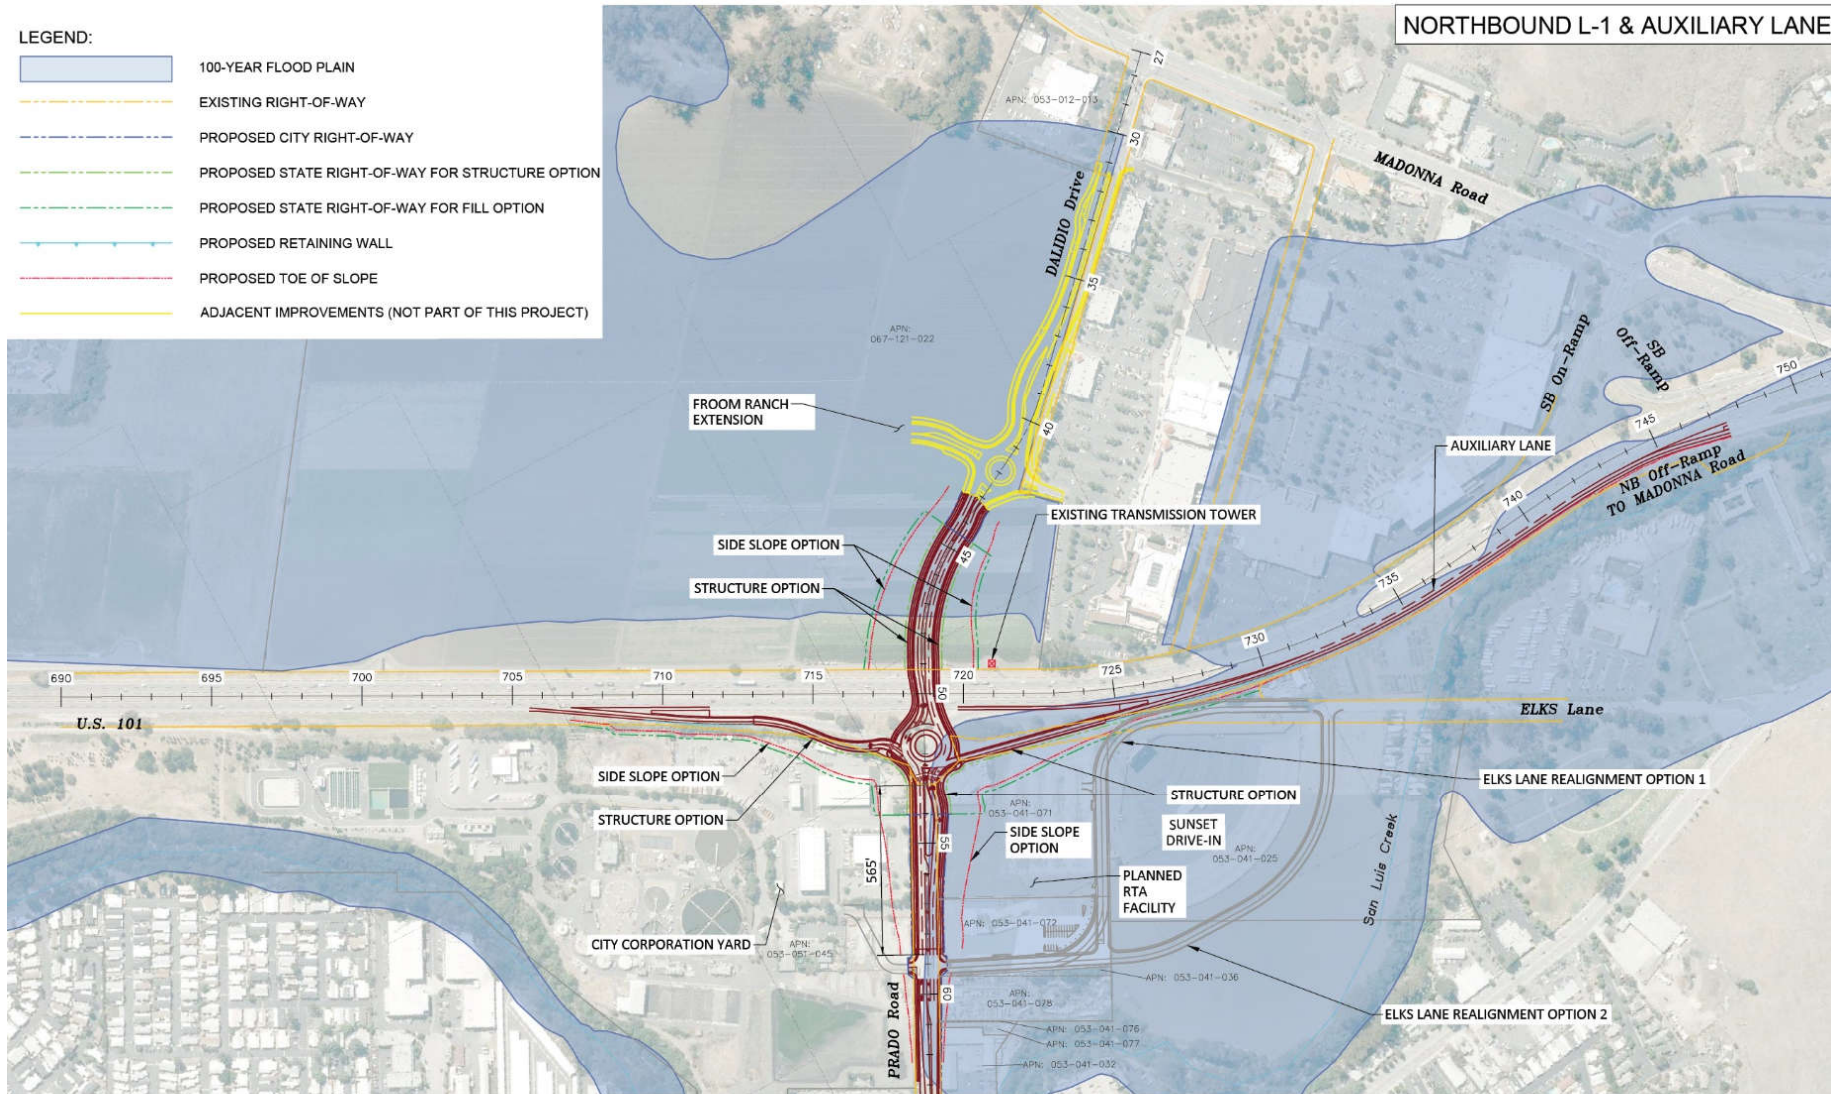 NORTHBOUND L-1 & AUXILIARY LANE
LEGEND:
100-YEAR FLOOD PLAIN
EXISTING RIGHT-OF-WAY
PROPOSED CITY RIGHT-OF-WAY
PROPOSED STATE RIGHT-OF-WAY FOR STRUCTURE OPTION
PROPOSED STATE RIGHT-OF-WAY FOR FILL OPTION
PROPOSED RETAINING WALL
PROPOSED TOE OF SLOPE
ADJACENT IMPROVEMENTS (NOT PART OF THIS PROJECT)
27
APN: 053-012-013
30
MADONNA Road
DALIDIO Drive
35
APN:
067-121-022
SB On-Ramp
SB
Off-Ramp
750
FROOM RANCH
EXTENSION
40
745
AUXILIARY LANE
NB Off-Ramp
TO MADONNA Road
740
EXISTING TRANSMISSION TOWER
SIDE SLOPE OPTION
45
735
STRUCTURE OPTION
730
690
695
700
705
710
715
720
725
50
U.S. 101
ELKS Lane
SIDE SLOPE OPTION
ELKS LANE REALIGNMENT OPTION 1
STRUCTURE OPTION
APN:
053-041-071
STRUCTURE OPTION
SUNSET
DRIVE-IN
SIDE SLOPE
OPTION
55
APN:
053-041-025
565'
San Luis Creek
PLANNED
RTA
FACILITY
APN: 053-041-072
CITY CORPORATION YARD
APN:
053-051-045
APN: 053-041-036
60
APN:
053-041-078
ELKS LANE REALIGNMENT OPTION 2
PRADO Road
APN: 053-041-076
APN: 053-041-077
APN: 053-041-032